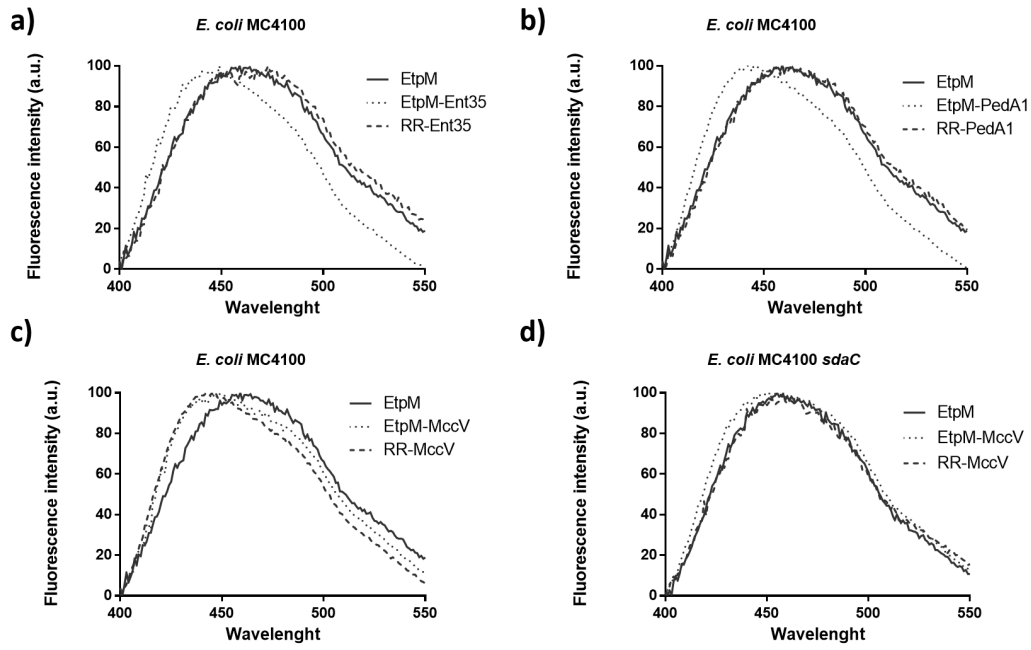 a)
E. coli MC4100
Fluorescence intensity (a.u.)
100
80
60
40
20
0
400
450
500
550
Wavelenght
EtpM
EtpM-Ent35
RR-Ent35
b)
E. coli MC4100
Fluorescence intensity (a.u.)
100
80
60
40
20
0
400
450
500
550
Wavelenght
EtpM
EtpM-PedA1
RR-PedA1
c)
E. coli MC4100
Fluorescence intensity (a.u.)
100
80
60
40
20
0
400
450
500
550
Wavelenght
EtpM
EtpM-MccV
RR-MccV
d)
E. coli MC4100 sdaC
Fluorescence intensity (a.u.)
100
80
60
40
20
0
400
450
500
550
Wavelenght
EtpM
EtpM-MccV
RR-MccV